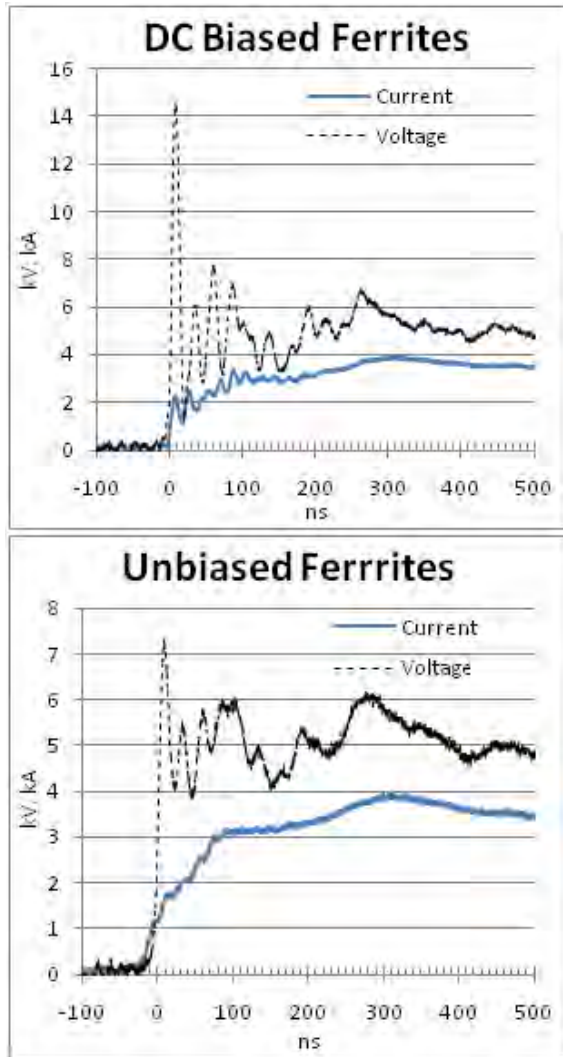 DC Biased Ferrites
16
14
12
10
8
6
4
2
0
kV, kA
Current
Voltage
-100 0 100 200 300 400 500
ns
Unbiased Ferrrites
8
7
6
5
4
3
2
1
0
kV, kA
Current
Voltage
-100 0 100 200 300 400 500
ns